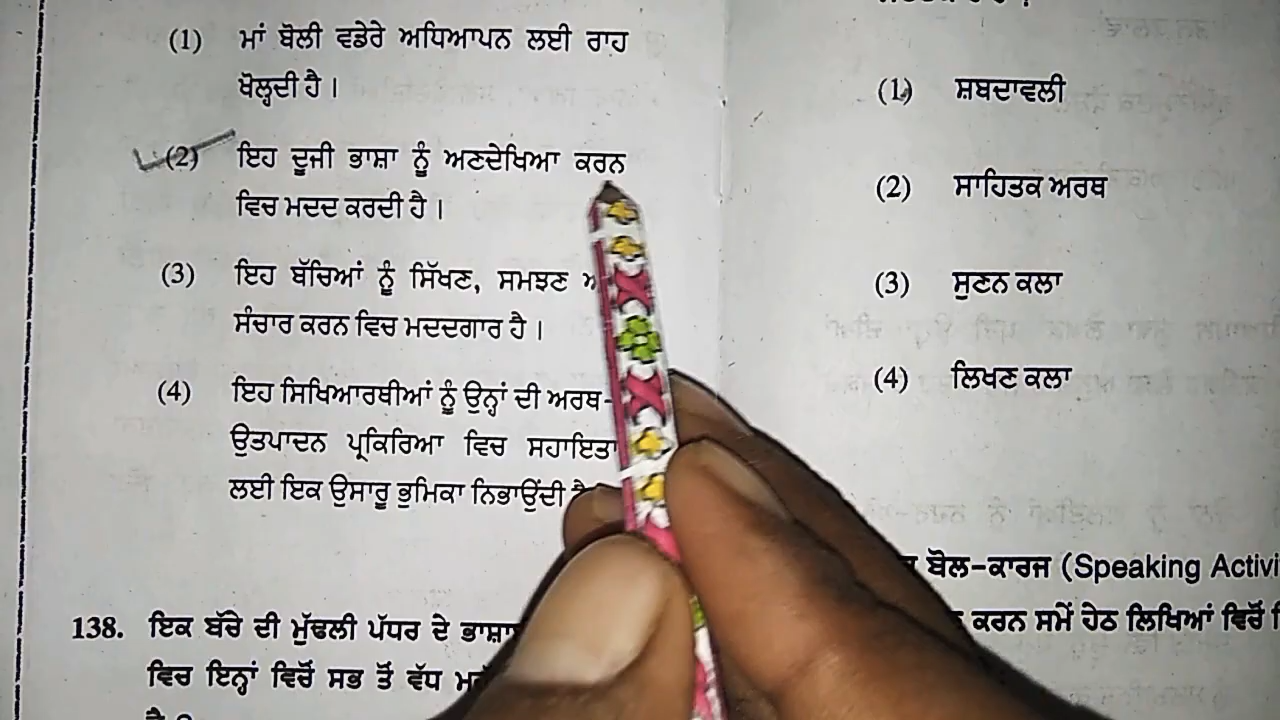 (1) ਮਾਂ ਬੋਲੀ ਵਡੇਰੇ ਅਧਿਆਪਨ ਲਈ ਰਾਹ
ਖੋਲ੍ਹਦੀ ਹੈ।
(2) ਇਹ ਦੂਜੀ ਭਾਸ਼ਾ ਨੂੰ ਅਣਦੇਖਿਆ ਕਰਨ
ਵਿਚ ਮਦਦ ਕਰਦੀ ਹੈ।
(3) ਇਹ ਬੱਚਿਆਂ ਨੂੰ ਸਿੱਖਣ, ਸਮਝਣ
ਸੰਚਾਰ ਕਰਨ ਵਿਚ ਮਦਦਗਾਰ ਹੈ।
(4) ਇਹ ਸਿਖਿਆਰਥੀਆਂ ਨੂੰ ਉਨ੍ਹਾਂ ਦੀ ਅਰਥ-
ਉਤਪਾਦਨ ਪ੍ਰਕਿਰਿਆ ਵਿਚ ਸਹਾਇਤਾ
ਲਈ ਇਕ ਉਸਾਰੂ ਭੂਮਿਕਾ ਨਿਭਾਉਂਦੀ
138. ਇਕ ਬੱਚੇ ਦੀ ਮੁੱਢਲੀ ਪੱਧਰ ਦੇ
ਵਿਚ ਇਨ੍ਹਾਂ ਵਿਚੋਂ ਸਭ ਤੋਂ ਵੱਧ
(1) ਸ਼ਬਦਾਵਲੀ
(2) ਸਾਹਿਤਕ ਅਰਥ
(3) ਸੁਣਨ ਕਲਾ
(4) ਲਿਖਣ ਕਲਾ
ਬੋਲ-ਕਾਰਜ (Speaking Activi
ਕਰਨ ਸਮੇਂ ਹੇਠ ਲਿਖਿਆਂ ਵਿਚੋਂ